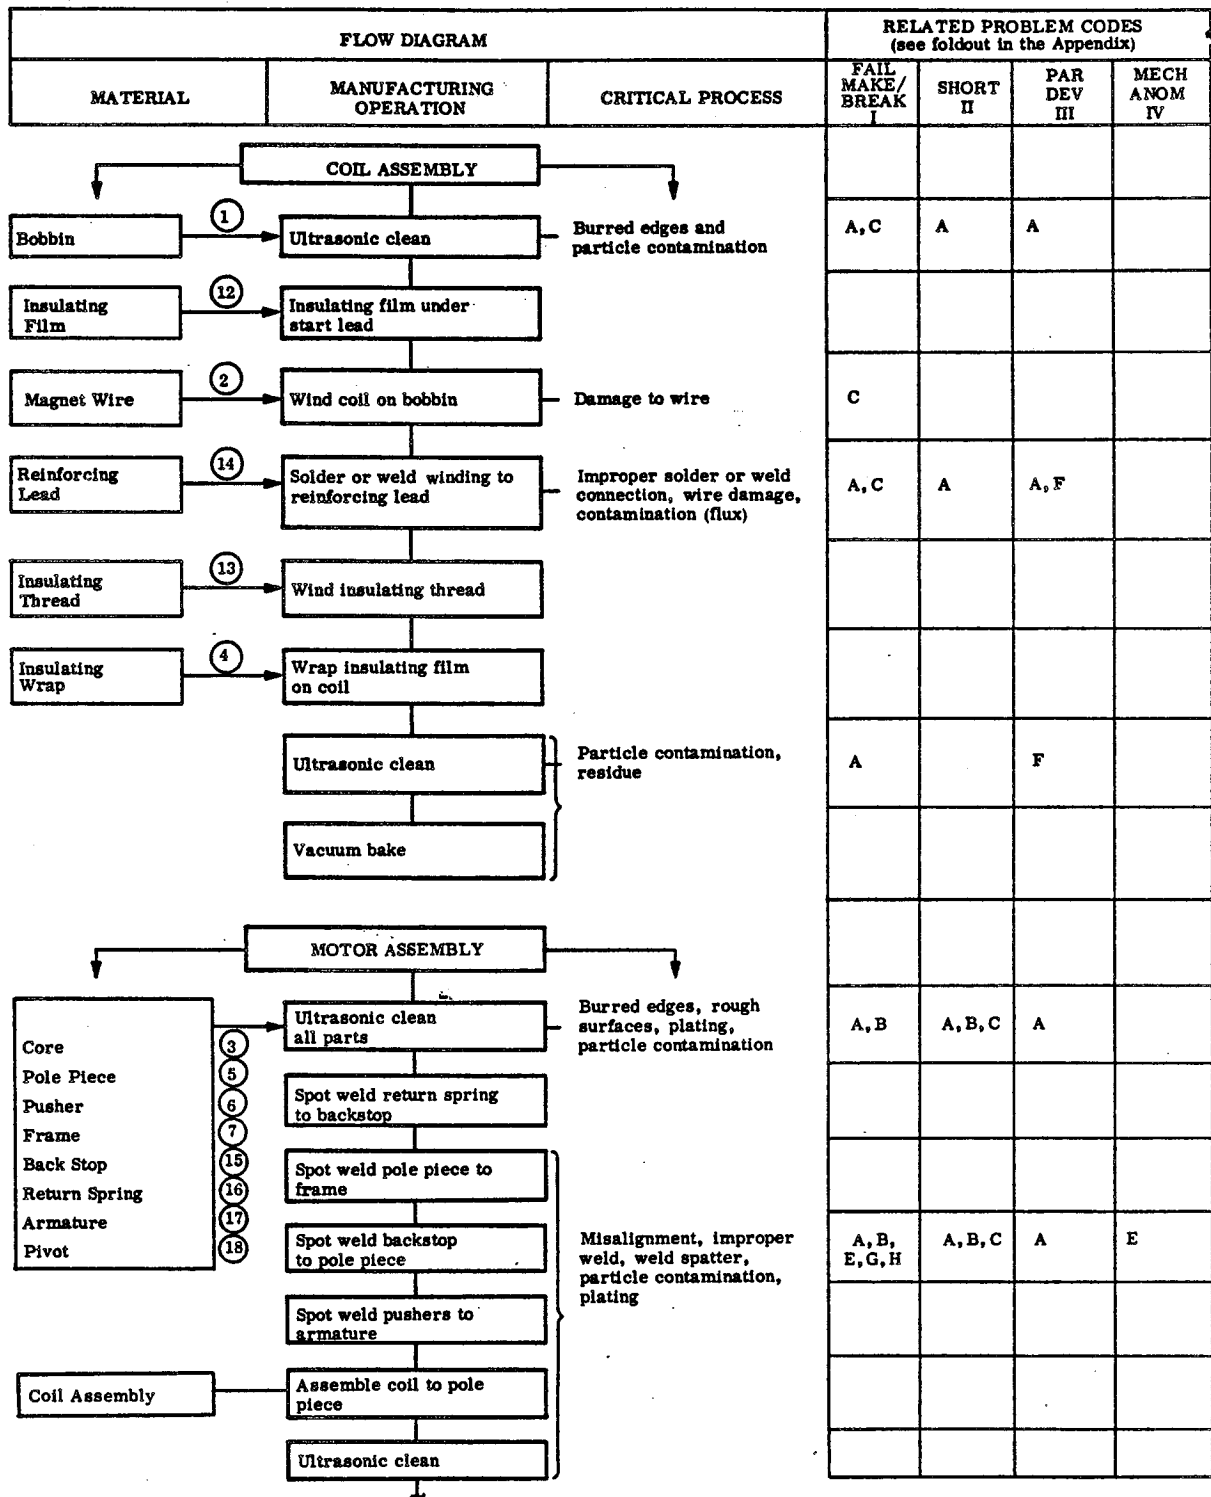 FLOW DIAGRAM
RELATED PROBLEM CODES
(see foldout in the Appendix)
MATERIAL
MANUFACTURING
OPERATION
CRITICAL PROCESS
FAIL
MAKE/
BREAK
I
SHORT
II
PAR
DEV
III
MECH
ANOM
IV
COIL ASSEMBLY
Bobbin
1
Ultrasonic clean
Burred edges and
particle contamination
A, C
A
A
Insulating
Film
12
Insulating film under
start lead
Magnet Wire
2
Wind coil on bobbin
Damage to wire
C
Reinforcing
Lead
14
Solder or weld winding to
reinforcing lead
Improper solder or weld
connection, wire damage,
contamination (flux)
A, C
A
A, F
Insulating
Thread
13
Wind insulating thread
Insulating
Wrap
4
Wrap insulating film
on coil
Ultrasonic clean
Particle contamination,
residue
A
F
Vacuum bake
MOTOR ASSEMBLY
Ultrasonic clean
all parts
Burred edges, rough
surfaces, plating,
particle contamination
A, B
A, B, C
A
Core
3
Pole Piece
5
Pusher
6
Frame
7
Back Stop
15
Return Spring
16
Armature
17
Pivot
18
Spot weld return spring
to backstop
Spot weld pole piece to
frame
Spot weld backstop
to pole piece
Misalignment, improper
weld, weld spatter,
particle contamination,
plating
A, B,
E, G, H
A, B, C
A
E
Spot weld pushers to
armature
Coil Assembly
Assemble coil to pole
piece
Ultrasonic clean